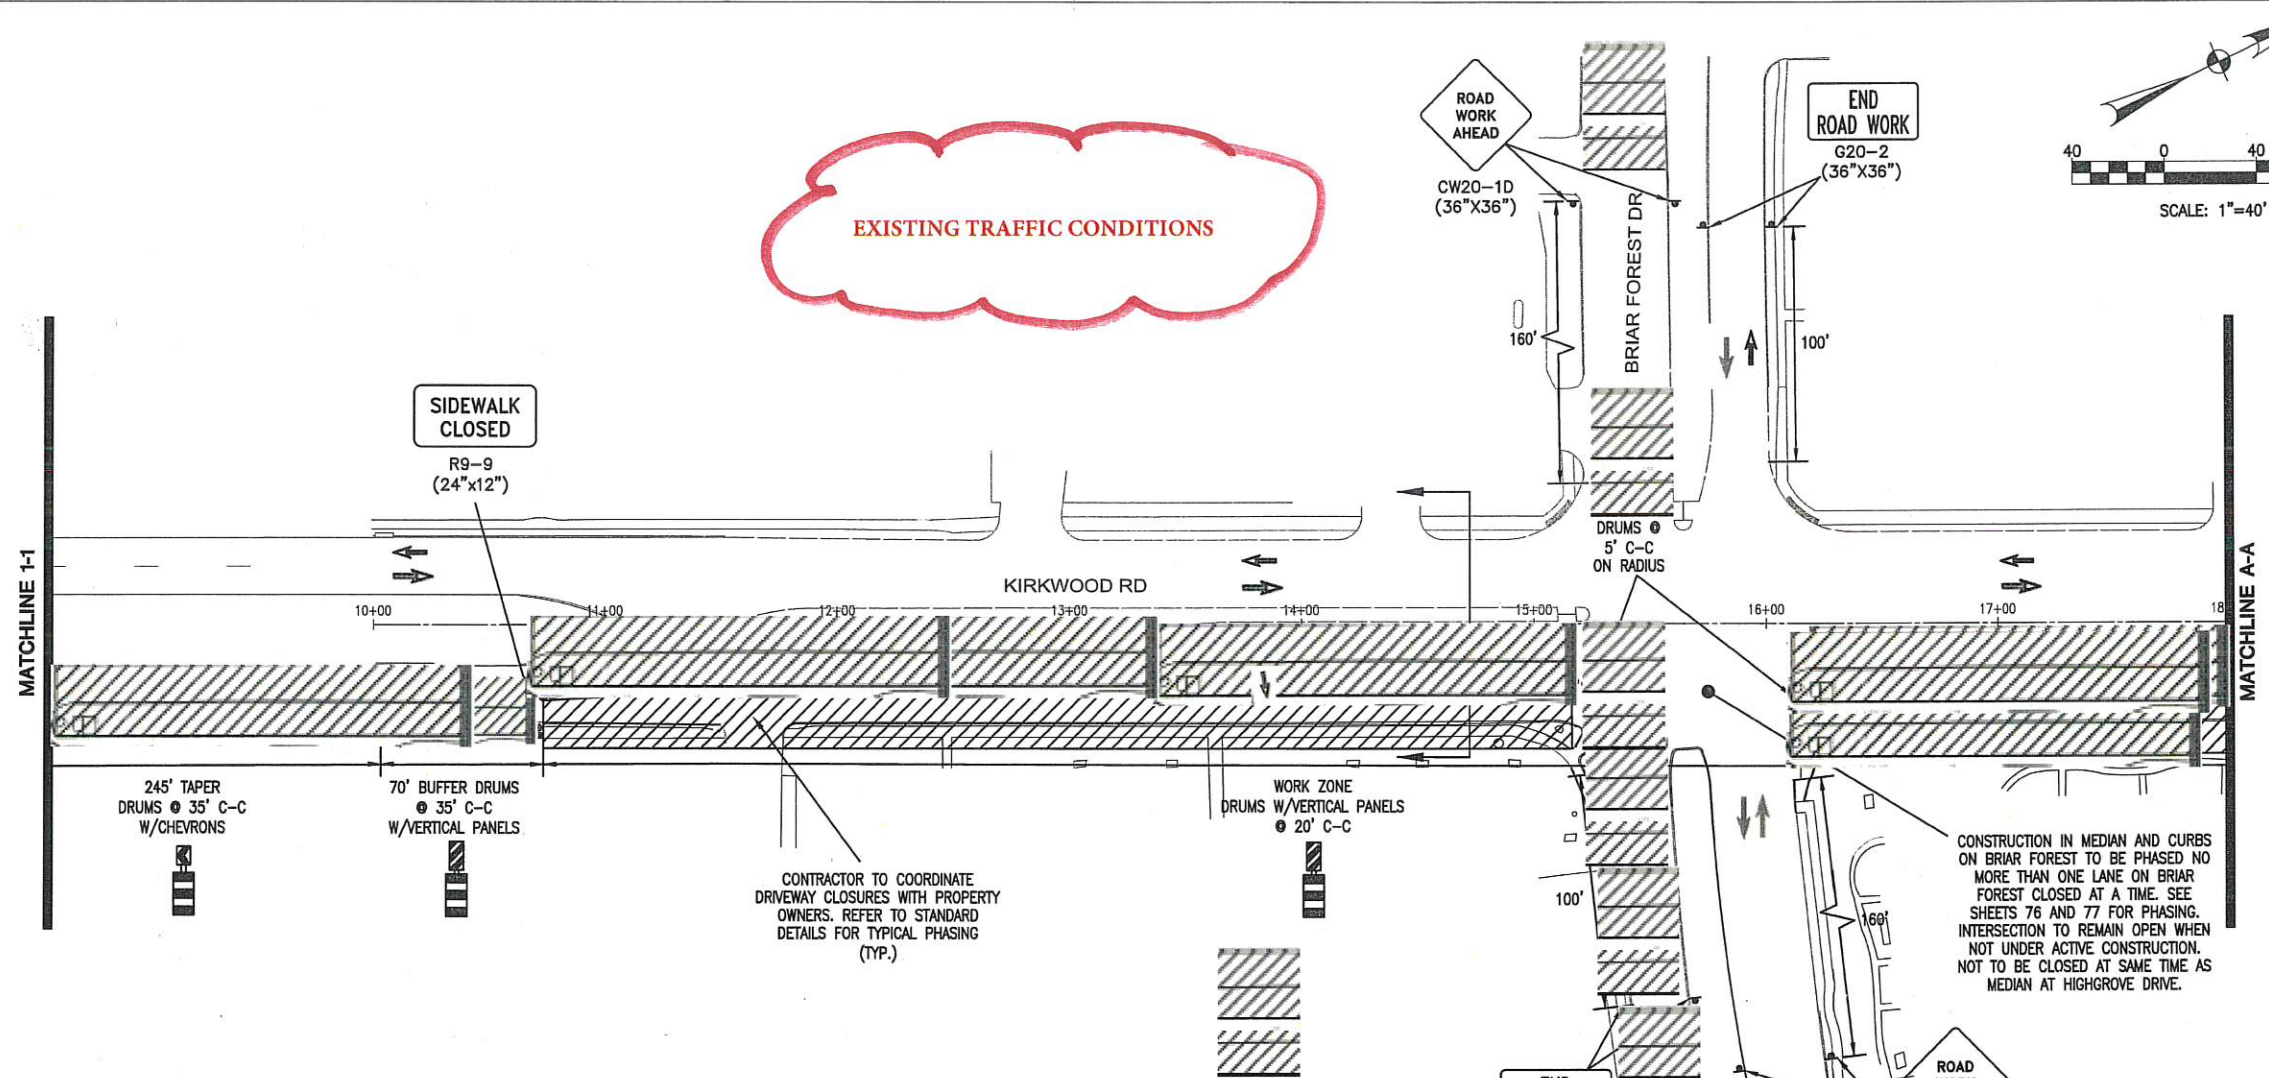 EXISTING TRAFFIC CONDITIONS
ROAD
WORK
AHEAD
CW20-1D
(36"X36")
END
ROAD WORK
G20-2
(36"X36")
40 0 40
SCALE: 1"=40'
BRIAR FOREST DR
160'
100'
SIDEWALK
CLOSED
R9-9
(24"x12")
MATCHLINE 1-1
MATCHLINE A-A
DRUMS @
5' C-C
ON RADIUS
KIRKWOOD RD
10+00 11+00 12+00 13+00 14+00 15+00 16+00 17+00 18
245' TAPER
DRUMS @ 35' C-C
W/CHEVRONS
70' BUFFER DRUMS
@ 35' C-C
W/VERTICAL PANELS
WORK ZONE
DRUMS W/VERTICAL PANELS
@ 20' C-C
CONTRACTOR TO COORDINATE
DRIVEWAY CLOSURES WITH PROPERTY
OWNERS. REFER TO STANDARD
DETAILS FOR TYPICAL PHASING
(TYP.)
100'
160'
CONSTRUCTION IN MEDIAN AND CURBS
ON BRIAR FOREST TO BE PHASED NO
MORE THAN ONE LANE ON BRIAR
FOREST CLOSED AT A TIME. SEE
SHEETS 76 AND 77 FOR PHASING.
INTERSECTION TO REMAIN OPEN WHEN
NOT UNDER ACTIVE CONSTRUCTION.
NOT TO BE CLOSED AT SAME TIME AS
MEDIAN AT HIGHGROVE DRIVE.
ROAD